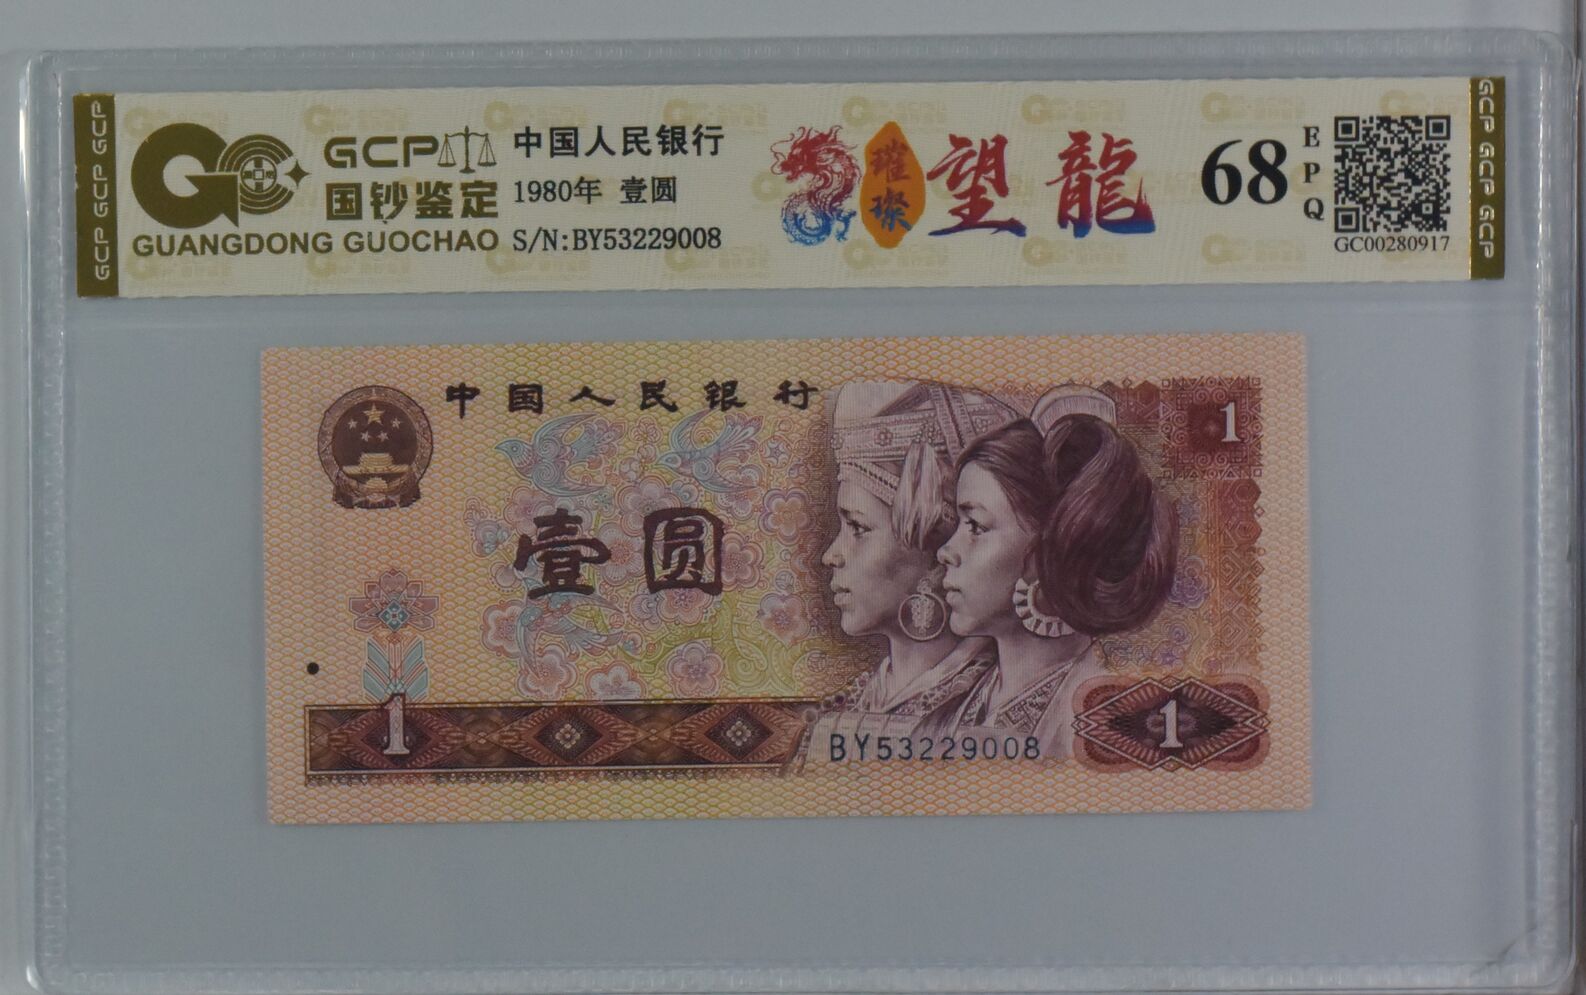 GCP GCP GCP
GCP
国钞鉴定
GUANGDONG GUOCHAO
中国人民银行
1980年 壹圆
S/N:BY53229008
璀璨
望龍
68
EPQ
GC00280917
GCP GCP GCP
中国人民银行
1
壹圆
1
BY53229008
1